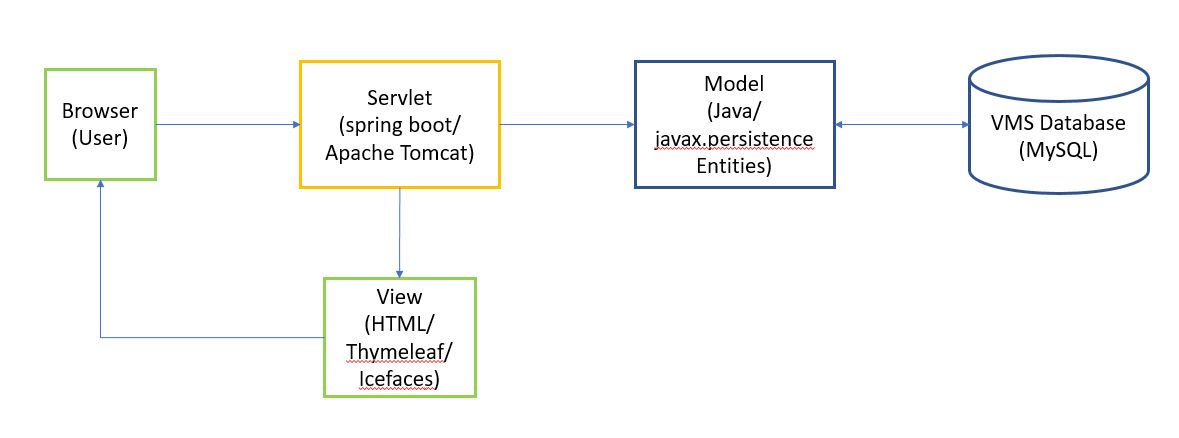 Browser
(User)
Servlet
(spring boot/
Apache Tomcat)
Model
(Java/
javax.persistence
Entities)
VMS Database
(MySQL)
View
(HTML/
Thymeleaf/
Icefaces)